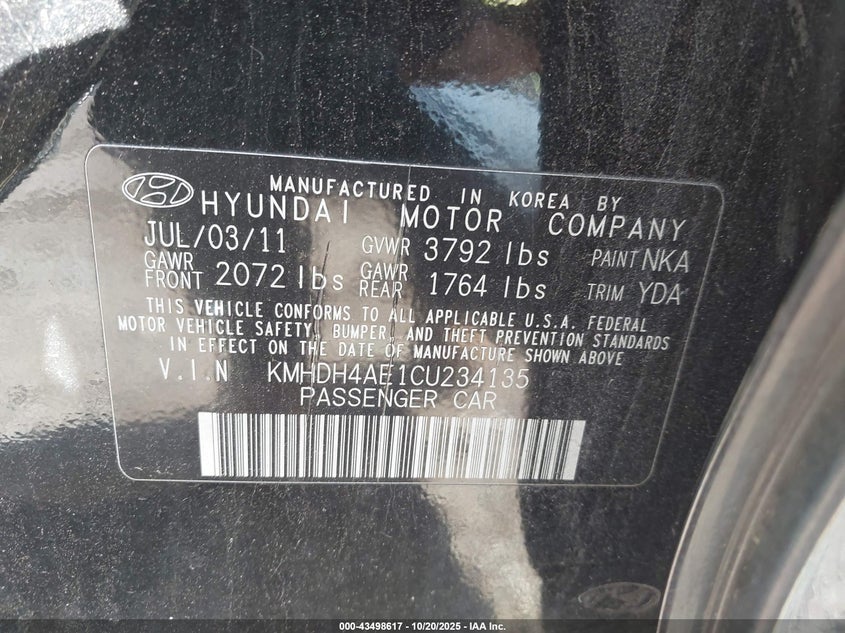 MANUFACTURED IN KOREA BY
HYUNDAI MOTOR COMPANY
JUL/03/11 GVWR 3792 lbs PAINT NKA
GAWR FRONT 2072 lbs GAWR REAR 1764 lbs TRIM YDA
THIS VEHICLE CONFORMS TO ALL APPLICABLE U.S.A. FEDERAL
MOTOR VEHICLE SAFETY, BUMPER, AND THEFT PREVENTION STANDARDS
IN EFFECT ON THE DATE OF MANUFACTURE SHOWN ABOVE
V.I.N KMHDH4AE1CU234135
PASSENGER CAR
000-43498617 - 10/20/2025 - IAA Inc.